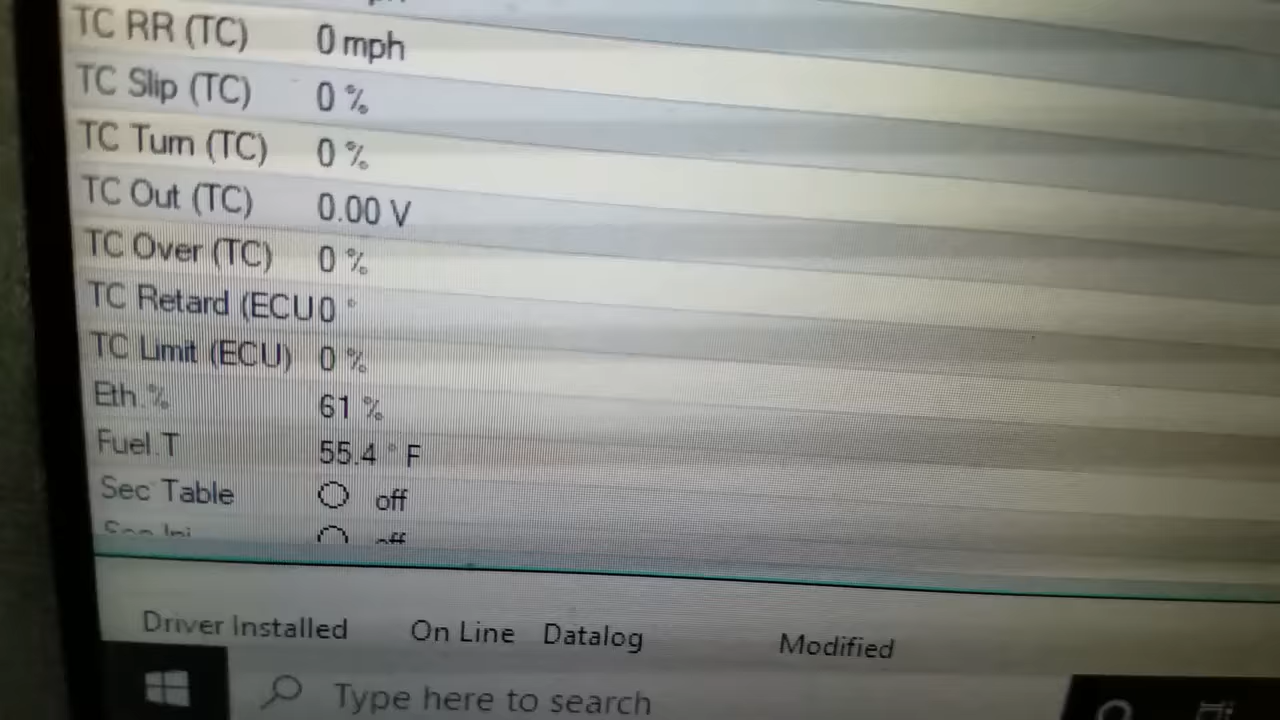 TC RR (TC) 0 mph
TC Slip (TC) 0 %
TC Turn (TC) 0 %
TC Out (TC) 0.00 V
TC Over (TC) 0 %
TC Retard (ECU 0 °
TC Limit (ECU) 0 %
Eth.% 61 %
Fuel.T 55.4 ° F
Sec Table off
Driver Installed On Line Datalog Modified
Type here to search